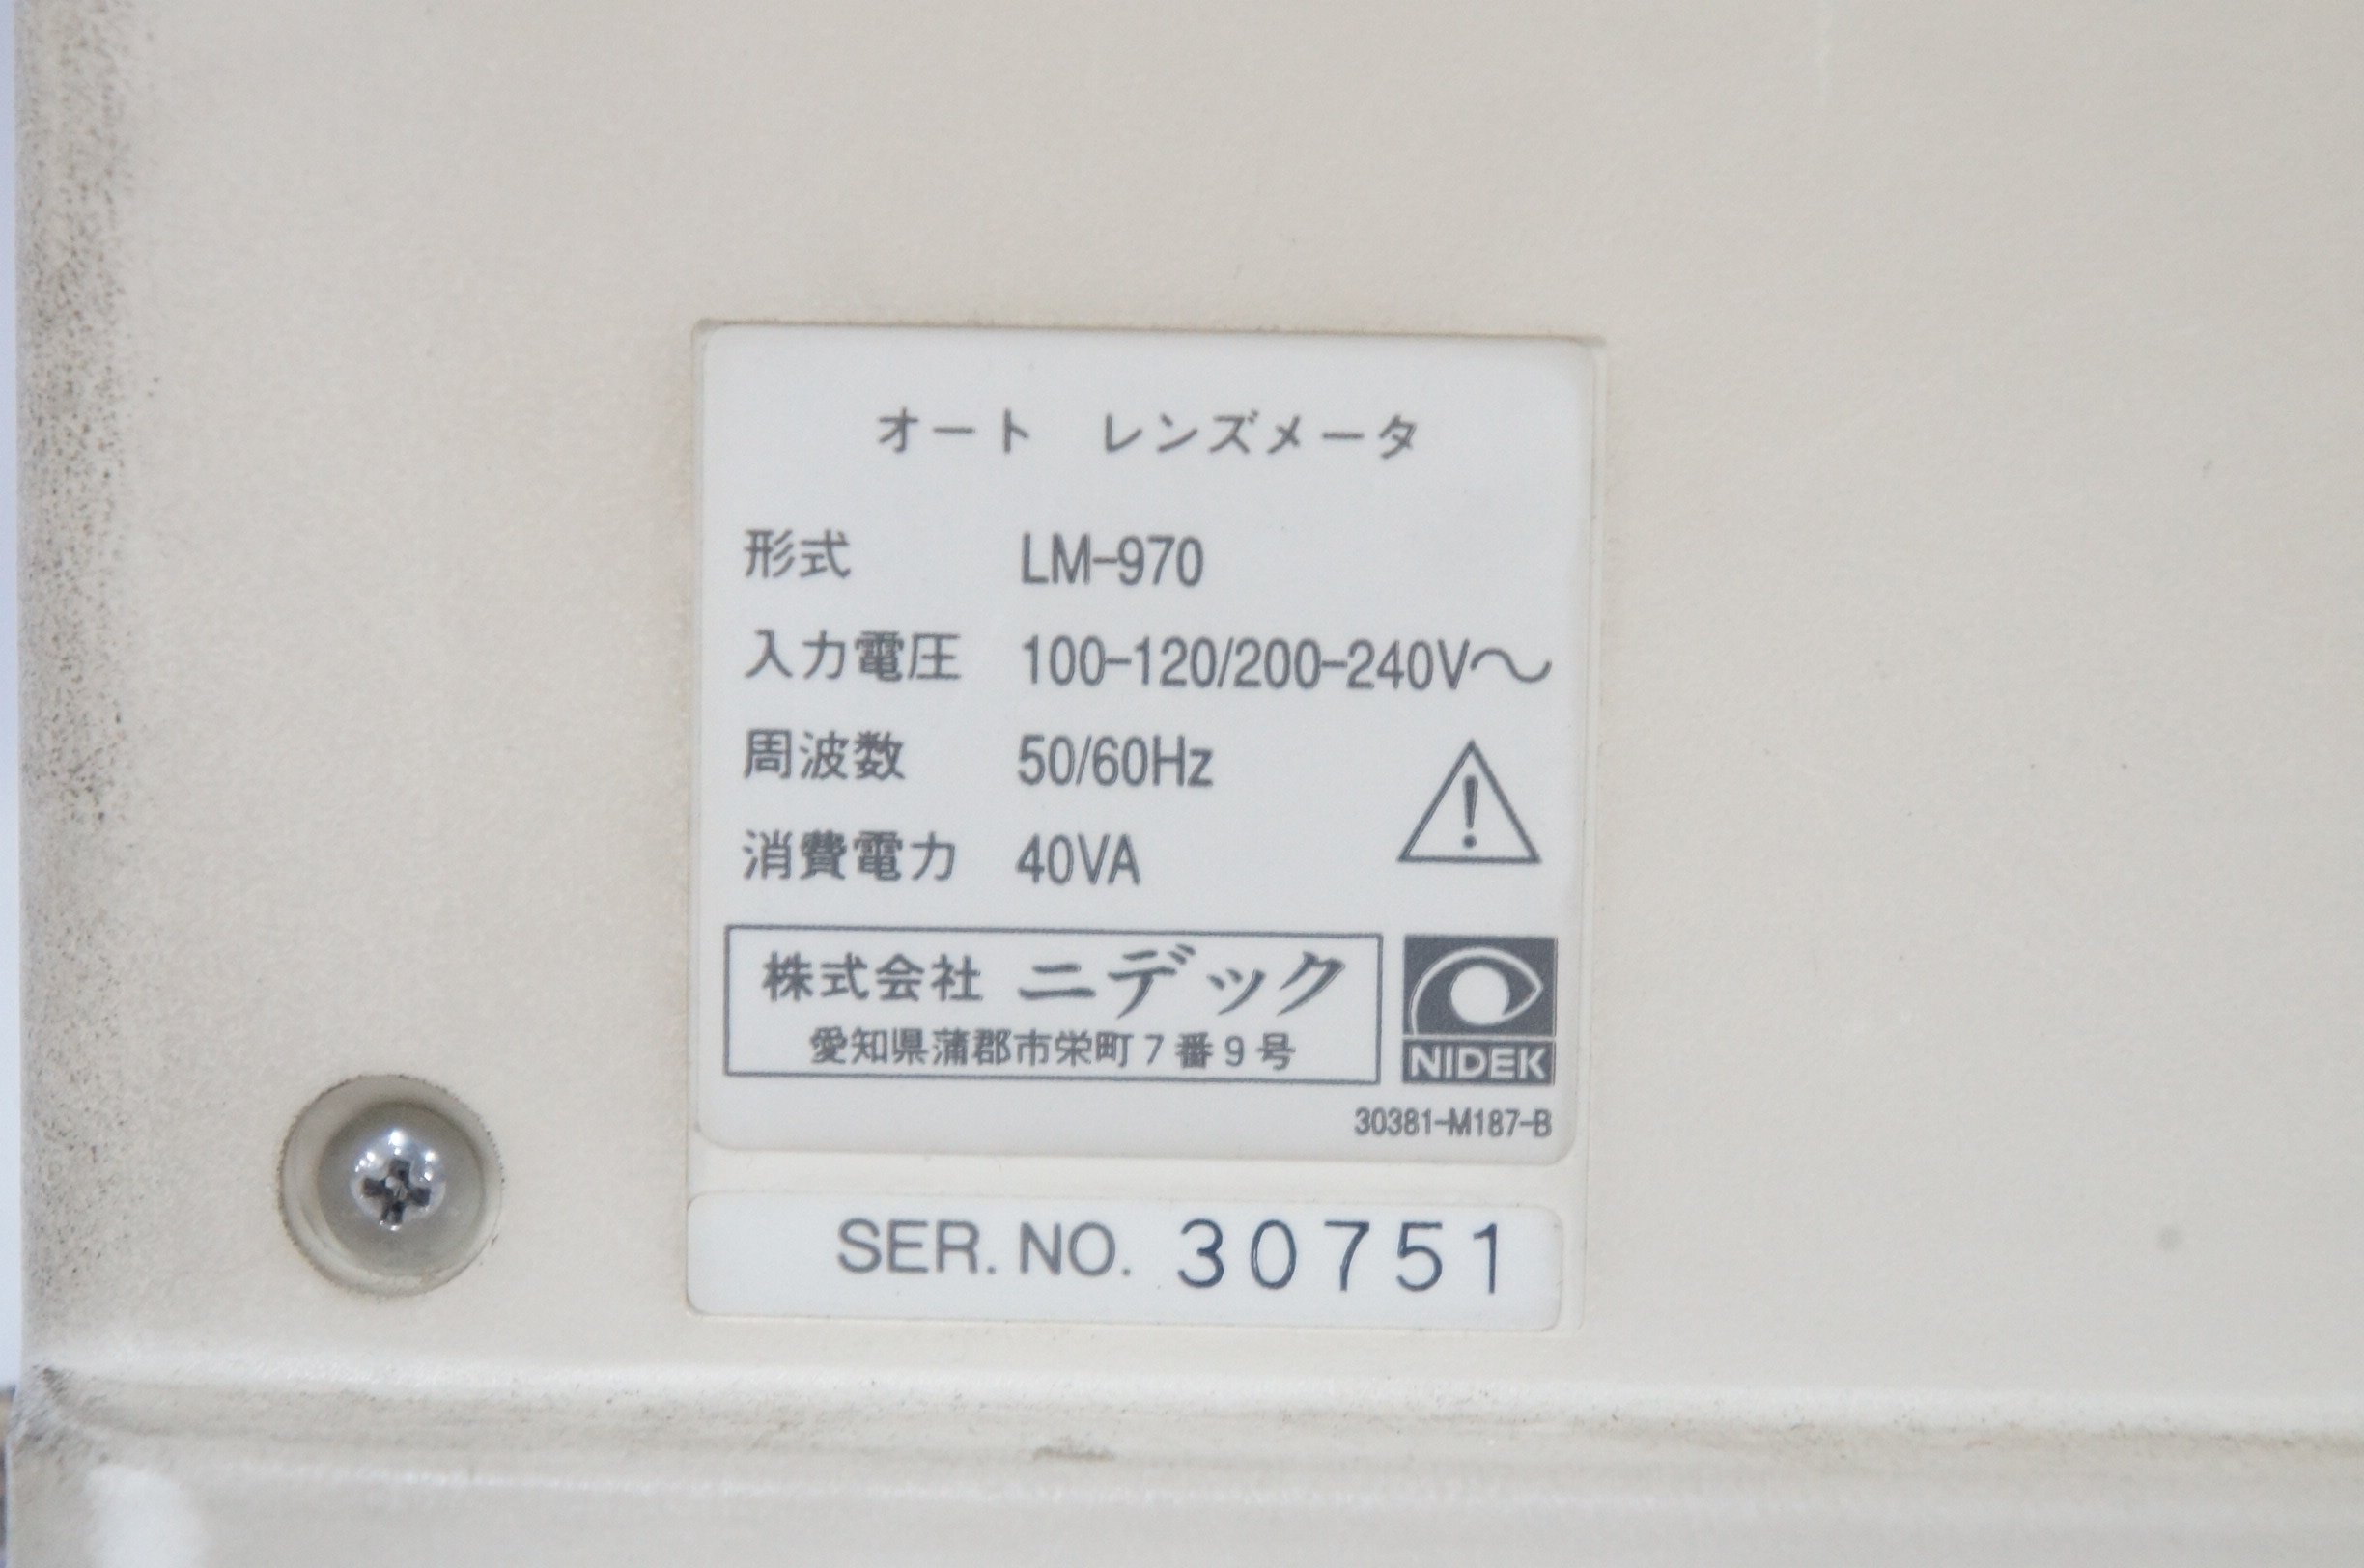 オート レンズメータ
形式 LM-970
入力電圧 100-120/200-240V〜
周波数 50/60Hz
消費電力 40VA
株式会社 ニデック
愛知県蒲郡市栄町7番9号
NIDEK
30381-M187-B
SER. NO. 30751